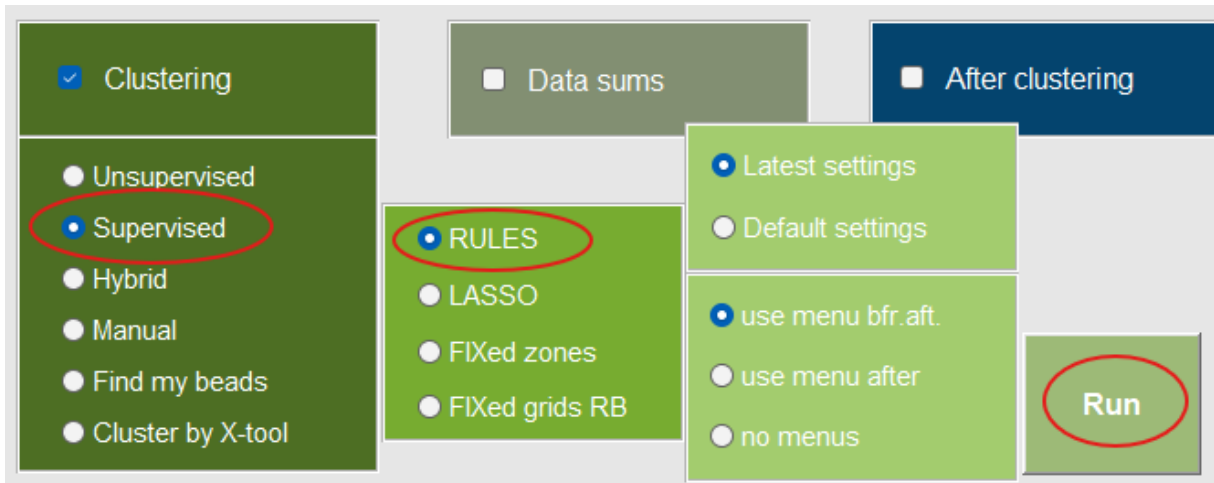 Clustering
Data sums
After clustering
Unsupervised
Supervised
Hybrid
Manual
Find my beads
Cluster by X-tool
RULES
LASSO
FIXed zones
FIXed grids RB
Latest settings
Default settings
use menu bfr.aft.
use menu after
no menus
Run